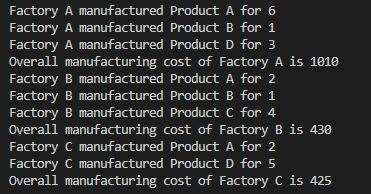 Factory A manufactured Product A for 6
Factory A manufactured Product B for 1
Factory A manufactured Product D for 3
Overall manufacturing cost of Factory A is 1010
Factory B manufactured Product A for 2
Factory B manufactured Product B for 1
Factory B manufactured Product C for 4
Overall manufacturing cost of Factory B is 430
Factory C manufactured Product A for 2
Factory C manufactured Product D for 5
Overall manufacturing cost of Factory C is 425